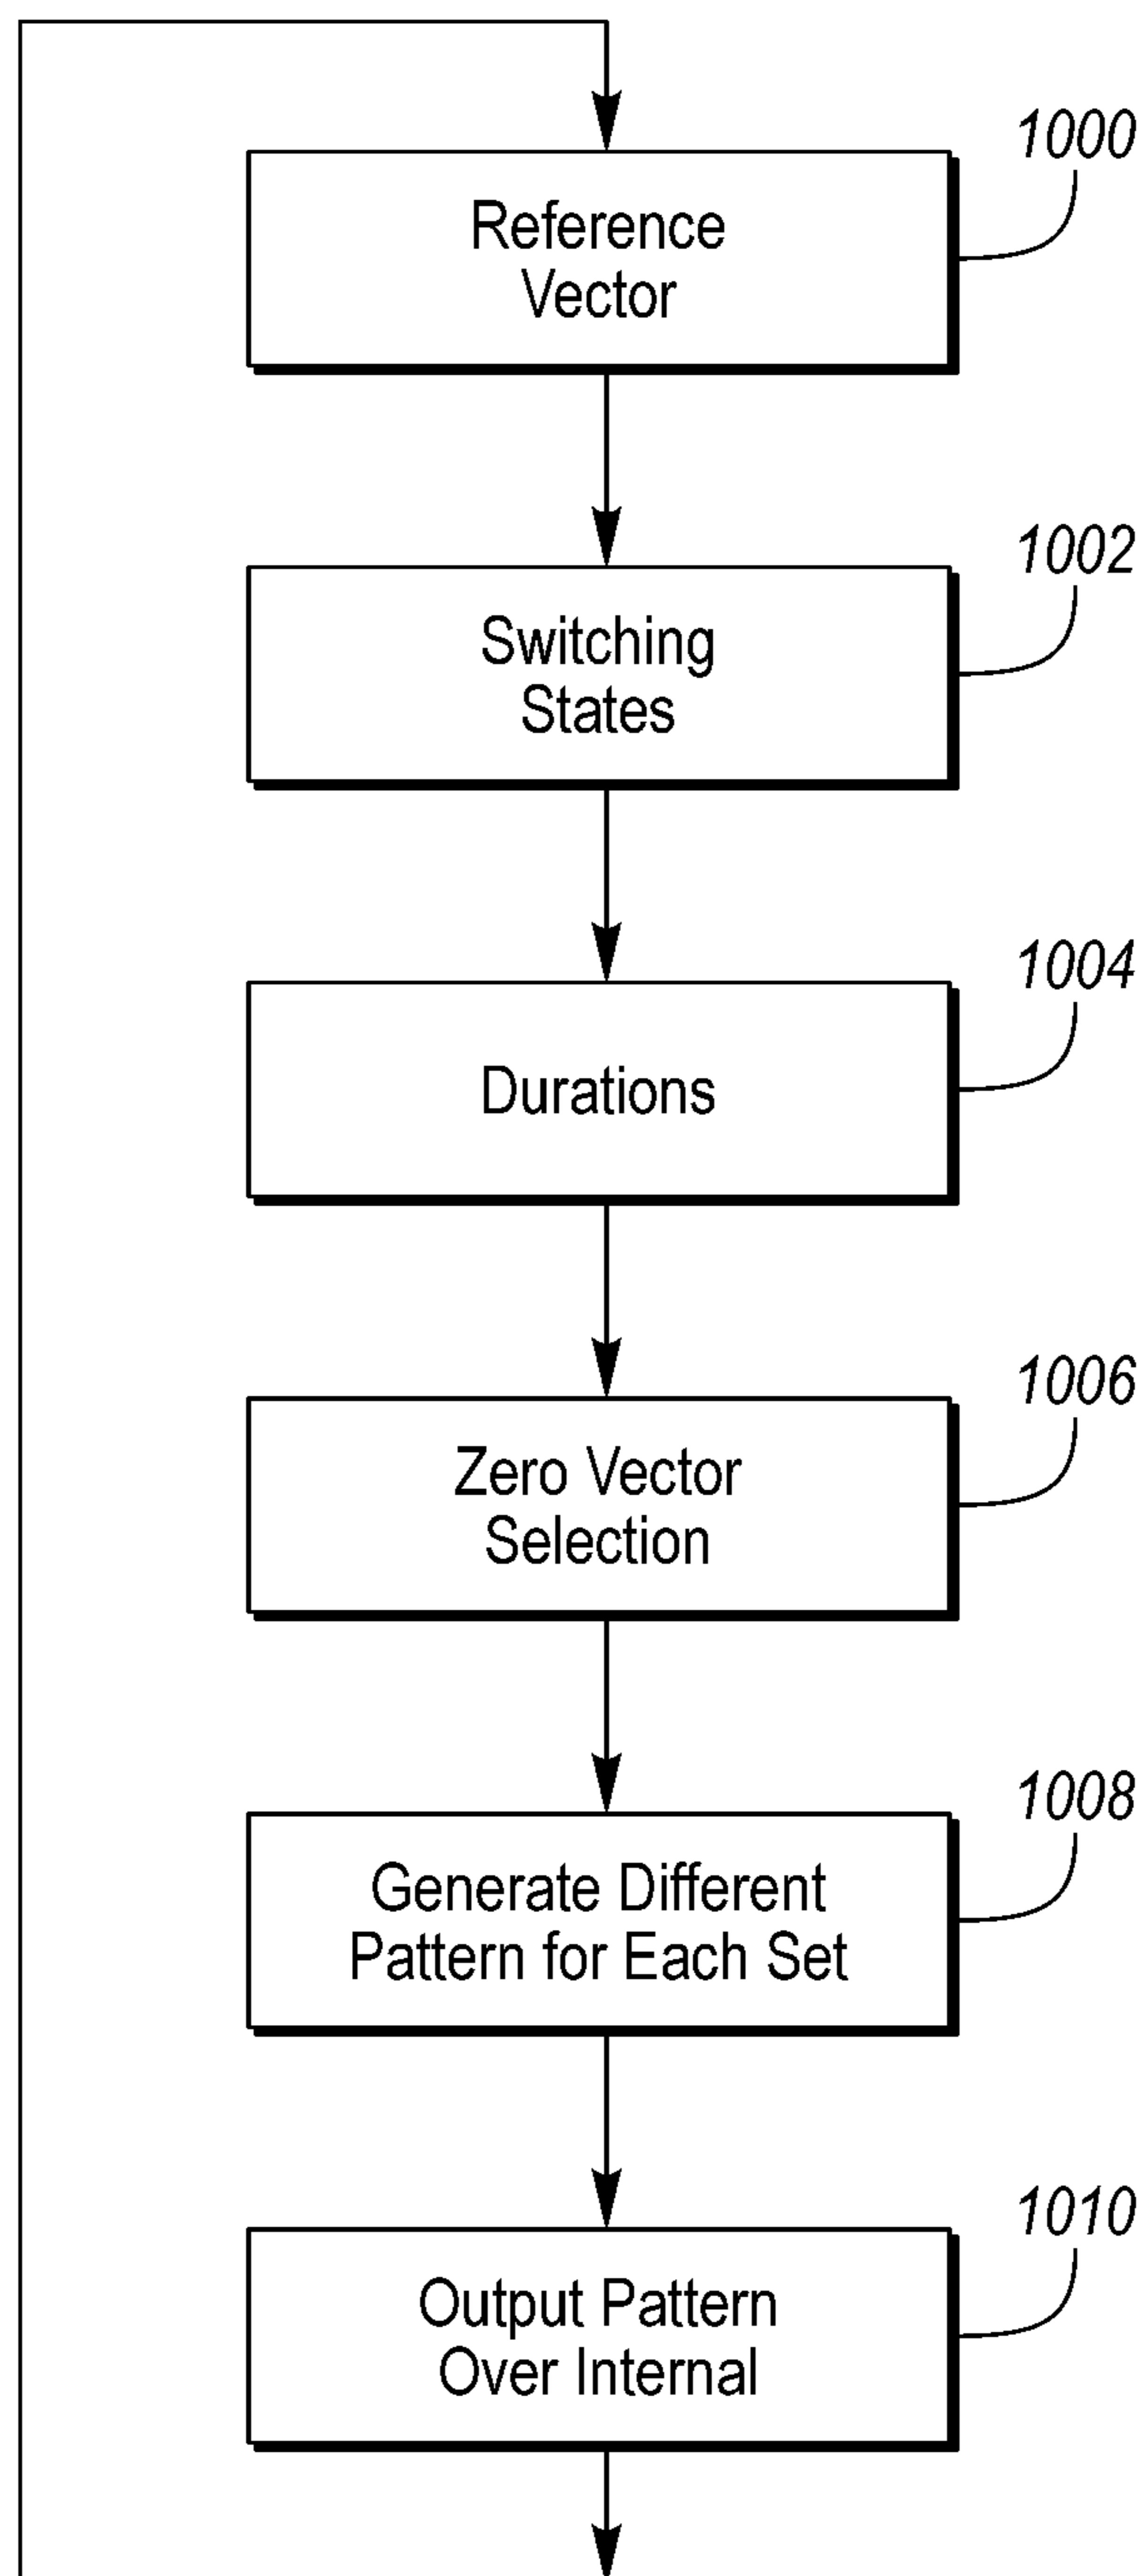 1000
Reference
Vector
1002
Switching
States
1004
Durations
1006
Zero Vector
Selection
1008
Generate Different
Pattern for Each Set
1010
Output Pattern
Over Internal